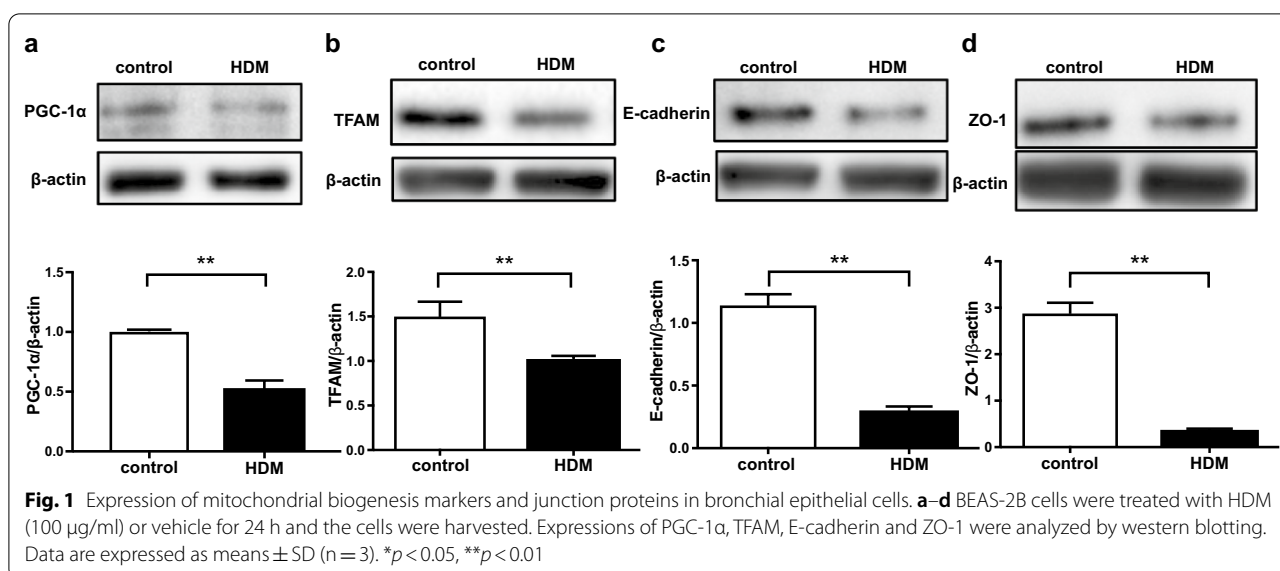 a b c d
control HDM control HDM control HDM control HDM
PGC-1α TFAM E-cadherin ZO-1
β-actin β-actin β-actin β-actin
** ** ** **
PGC-1α/β-actin
1.5
1.0
0.5
0.0
control HDM
TFAM/β-actin
2.0
1.5
1.0
0.5
0.0
control HDM
E-cadherin/β-actin
1.5
1.0
0.5
0.0
control HDM
ZO-1/β-actin
4
3
2
1
0
control HDM
Fig. 1 Expression of mitochondrial biogenesis markers and junction proteins in bronchial epithelial cells. a–d BEAS-2B cells were treated with HDM
(100 μg/ml) or vehicle for 24 h and the cells were harvested. Expressions of PGC-1α, TFAM, E-cadherin and ZO-1 were analyzed by western blotting.
Data are expressed as means ± SD (n = 3). *p < 0.05, **p < 0.01